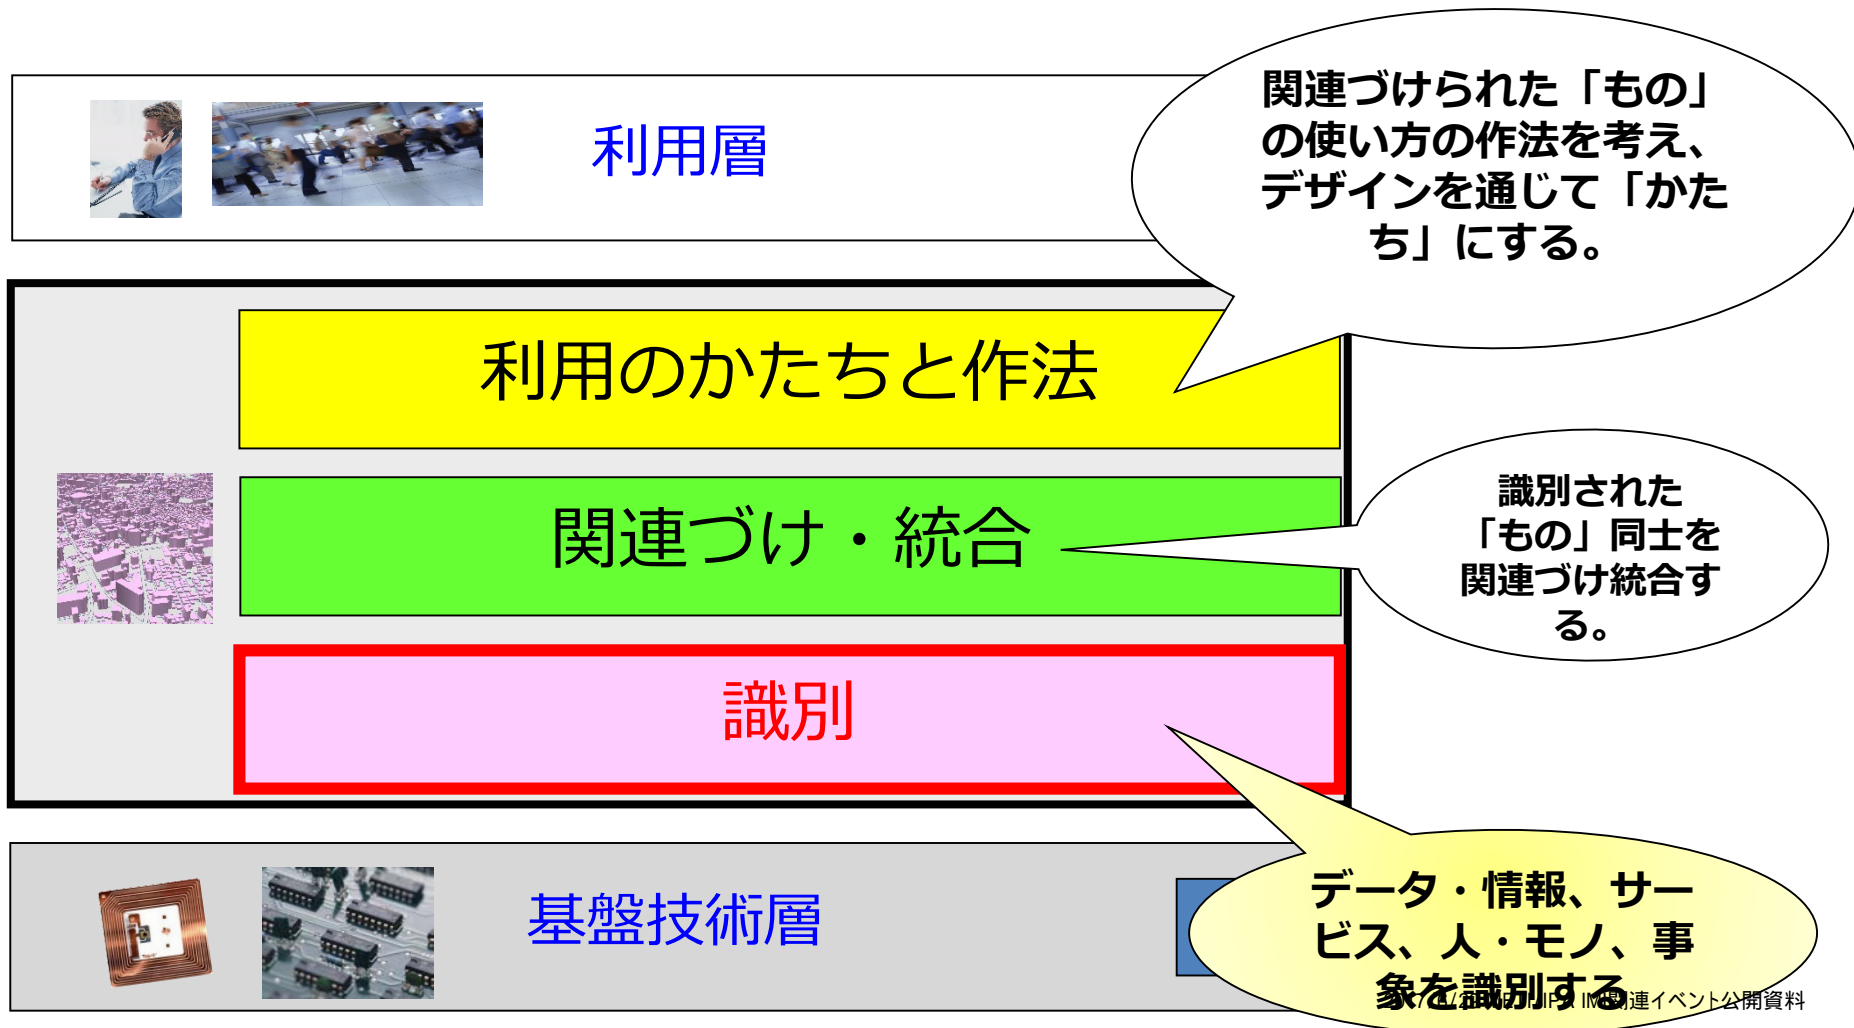 関連づけられた「もの」
の使い方の作法を考え、
デザインを通じて「かた
ち」にする。
利用層
利用のかたちと作法
関連づけ・統合
識別された
「もの」同士を
関連づけ統合す
る。
識別
基盤技術層
データ・情報、サー
ビス、人・モノ、事
象を識別する
IMI関連イベント公開資料